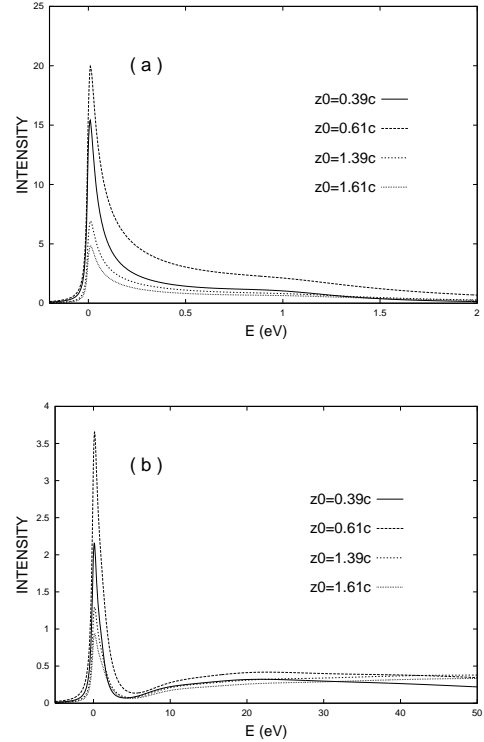 25
20
15
10
5
0
INTENSITY
( a )
z0=0.39c
z0=0.61c
z0=1.39c
z0=1.61c
0 0.5 1 1.5 2
E (eV)
4
3.5
3
2.5
2
1.5
1
0.5
0
INTENSITY
( b )
z0=0.39c
z0=0.61c
z0=1.39c
z0=1.61c
0 10 20 30 40 50
E (eV)